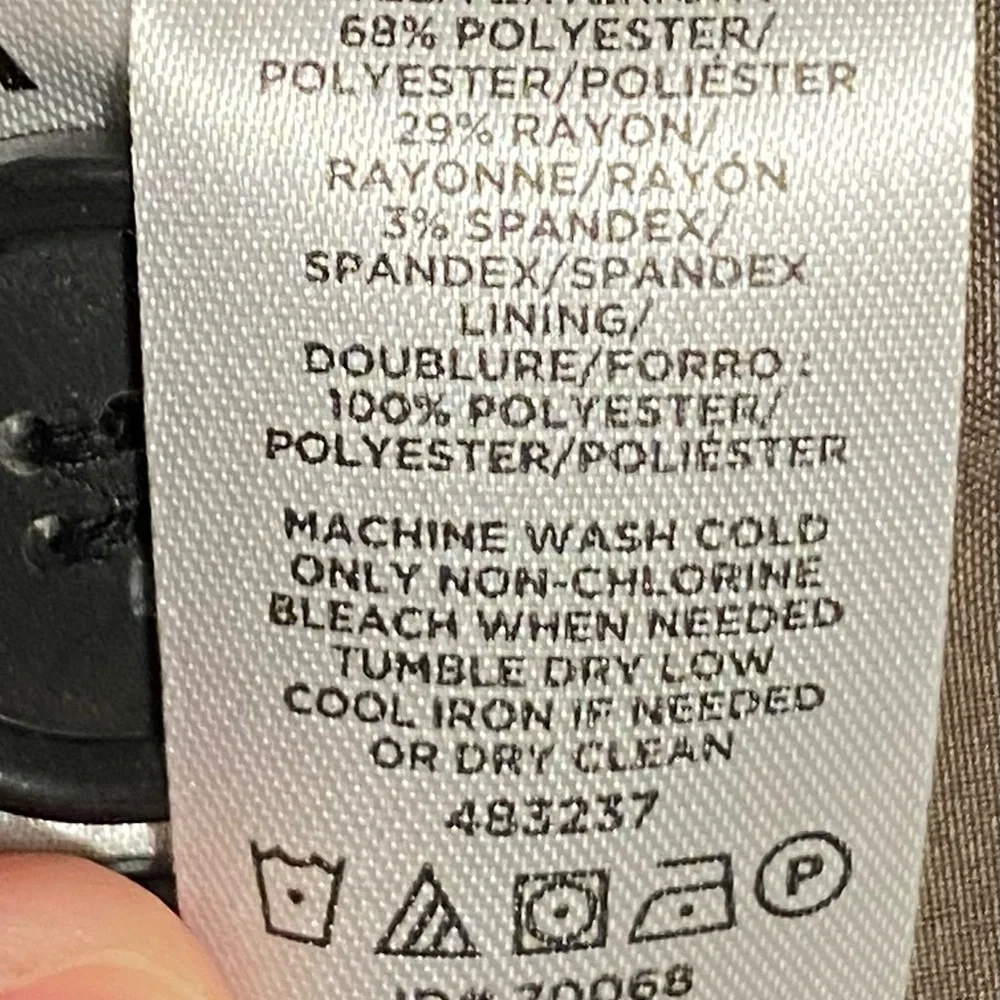 68% POLYESTER/
POLYESTER/POLIÉSTER
29% RAYON/
RAYONNE/RAYÓN
3% SPANDEX/
SPANDEX/SPANDEX
LINING/
DOUBLURE/FORRO :
100% POLYESTER/
POLYESTER/POLIÉSTER
MACHINE WASH COLD
ONLY NON-CHLORINE
BLEACH WHEN NEEDED
TUMBLE DRY LOW
COOL IRON IF NEEDED
OR DRY CLEAN
483237
P
ID# 70068